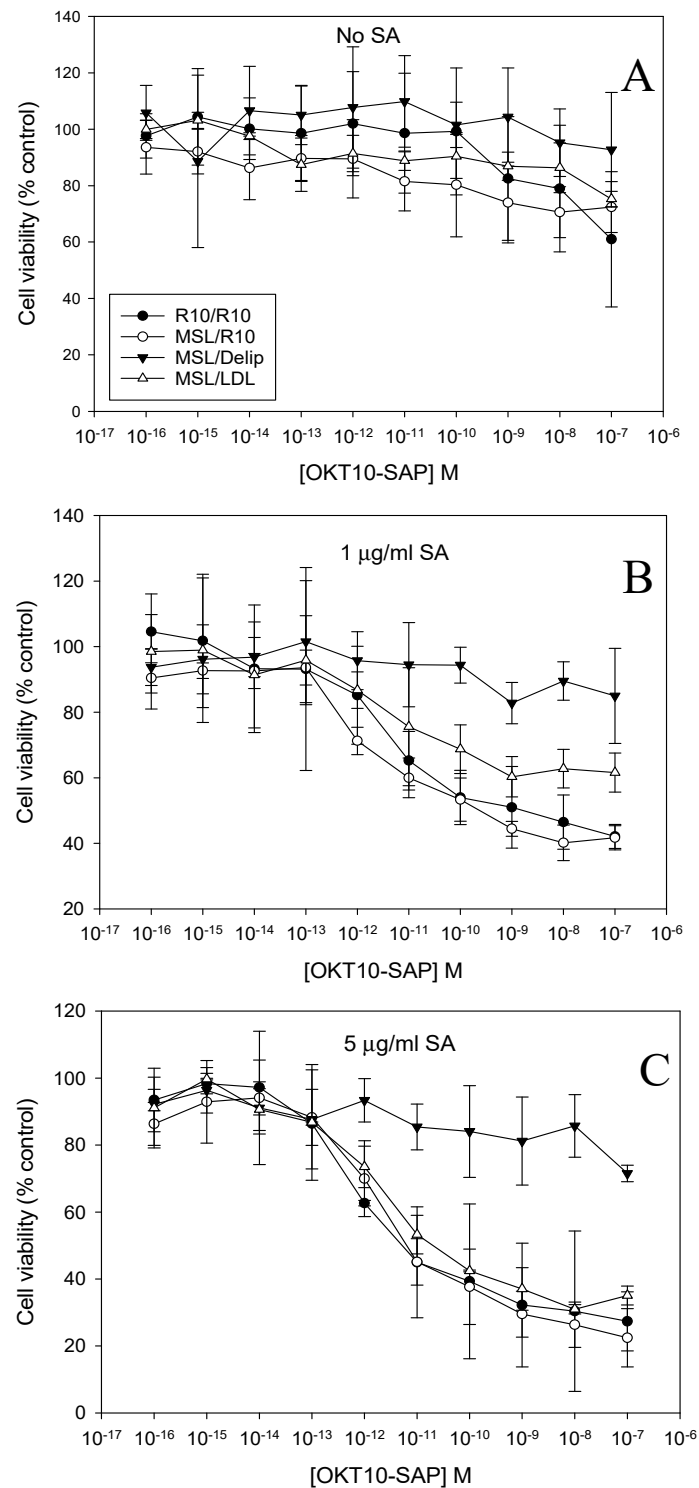 No SA
A
Cell viability (% control)
140
120
100
80
60
40
20
0
R10/R10
MSL/R10
MSL/Delip
MSL/LDL
10⁻¹⁷ 10⁻¹⁶ 10⁻¹⁵ 10⁻¹⁴ 10⁻¹³ 10⁻¹² 10⁻¹¹ 10⁻¹⁰ 10⁻⁹ 10⁻⁸ 10⁻⁷ 10⁻⁶
[OKT10-SAP] M
1 μg/ml SA
B
Cell viability (% control)
140
120
100
80
60
40
20
10⁻¹⁷ 10⁻¹⁶ 10⁻¹⁵ 10⁻¹⁴ 10⁻¹³ 10⁻¹² 10⁻¹¹ 10⁻¹⁰ 10⁻⁹ 10⁻⁸ 10⁻⁷ 10⁻⁶
[OKT10-SAP] M
5 μg/ml SA
C
Cell viability (% control)
120
100
80
60
40
20
0
10⁻¹⁷ 10⁻¹⁶ 10⁻¹⁵ 10⁻¹⁴ 10⁻¹³ 10⁻¹² 10⁻¹¹ 10⁻¹⁰ 10⁻⁹ 10⁻⁸ 10⁻⁷ 10⁻⁶
[OKT10-SAP] M